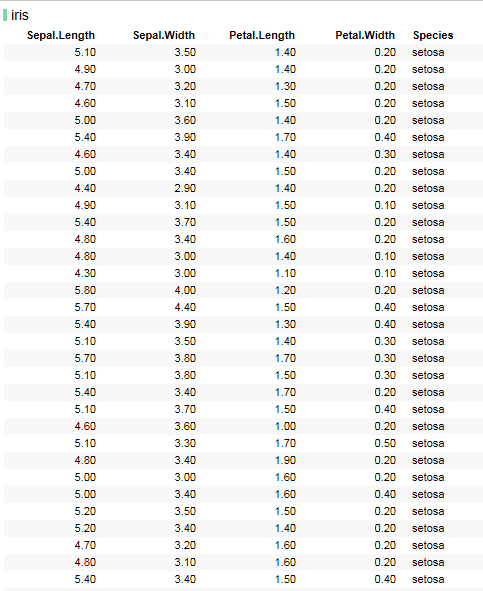 iris
Sepal.Length Sepal.Width Petal.Length Petal.Width Species
5.10 3.50 1.40 0.20 setosa
4.90 3.00 1.40 0.20 setosa
4.70 3.20 1.30 0.20 setosa
4.60 3.10 1.50 0.20 setosa
5.00 3.60 1.40 0.20 setosa
5.40 3.90 1.70 0.40 setosa
4.60 3.40 1.40 0.30 setosa
5.00 3.40 1.50 0.20 setosa
4.40 2.90 1.40 0.20 setosa
4.90 3.10 1.50 0.10 setosa
5.40 3.70 1.50 0.20 setosa
4.80 3.40 1.60 0.20 setosa
4.80 3.00 1.40 0.10 setosa
4.30 3.00 1.10 0.10 setosa
5.80 4.00 1.20 0.20 setosa
5.70 4.40 1.50 0.40 setosa
5.40 3.90 1.30 0.40 setosa
5.10 3.50 1.40 0.30 setosa
5.70 3.80 1.70 0.30 setosa
5.10 3.80 1.50 0.30 setosa
5.40 3.40 1.70 0.20 setosa
5.10 3.70 1.50 0.40 setosa
4.60 3.60 1.00 0.20 setosa
5.10 3.30 1.70 0.50 setosa
4.80 3.40 1.90 0.20 setosa
5.00 3.00 1.60 0.20 setosa
5.00 3.40 1.60 0.40 setosa
5.20 3.50 1.50 0.20 setosa
5.20 3.40 1.40 0.20 setosa
4.70 3.20 1.60 0.20 setosa
4.80 3.10 1.60 0.20 setosa
5.40 3.40 1.50 0.40 setosa